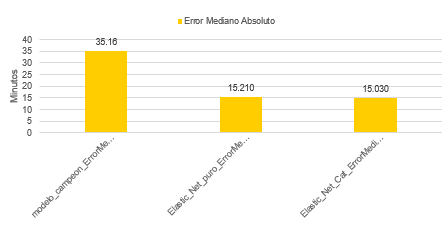 Error Mediano Absoluto
Minutos
40
35
30
25
20
15
10
5
0
35.16
15.210
15.030
modelo_campeon_ErrorMe...
Elastic_Net_puro_ErrorMe...
Elastic_Net_Cat_ErrorMedi...